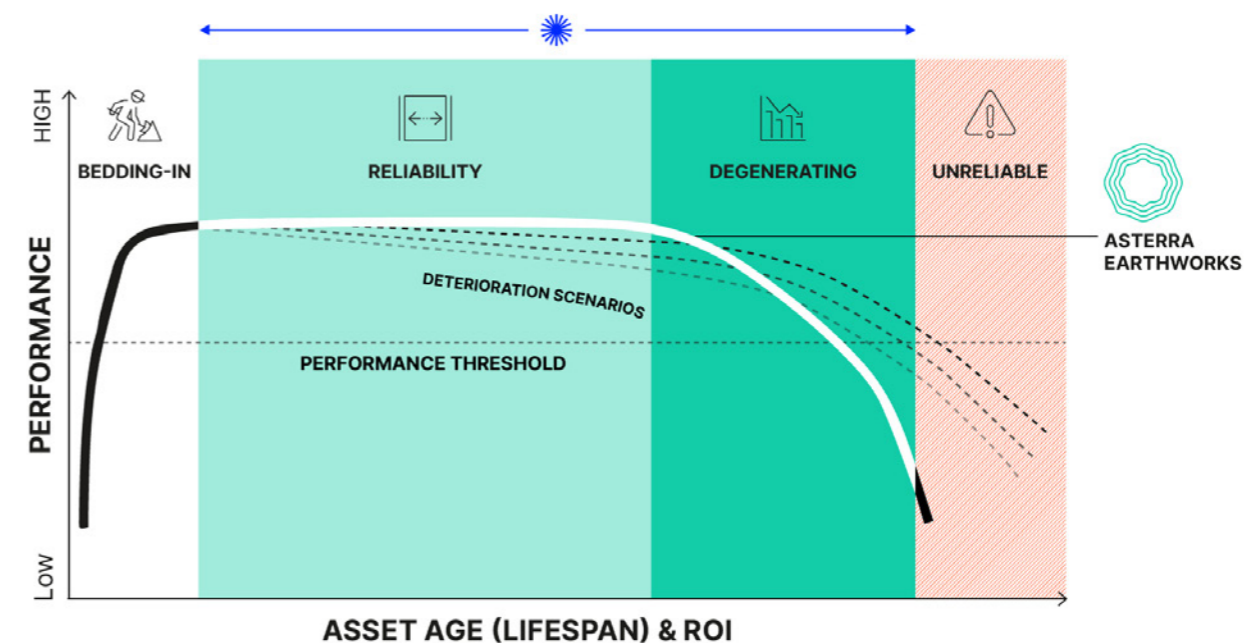 HIGH
BEDDING-IN
RELIABILITY
DEGENERATING
UNRELIABLE
ASTERRA
EARTHWORKS
DETERIORATION SCENARIOS
PERFORMANCE THRESHOLD
PERFORMANCE
LOW
ASSET AGE (LIFESPAN) & ROI